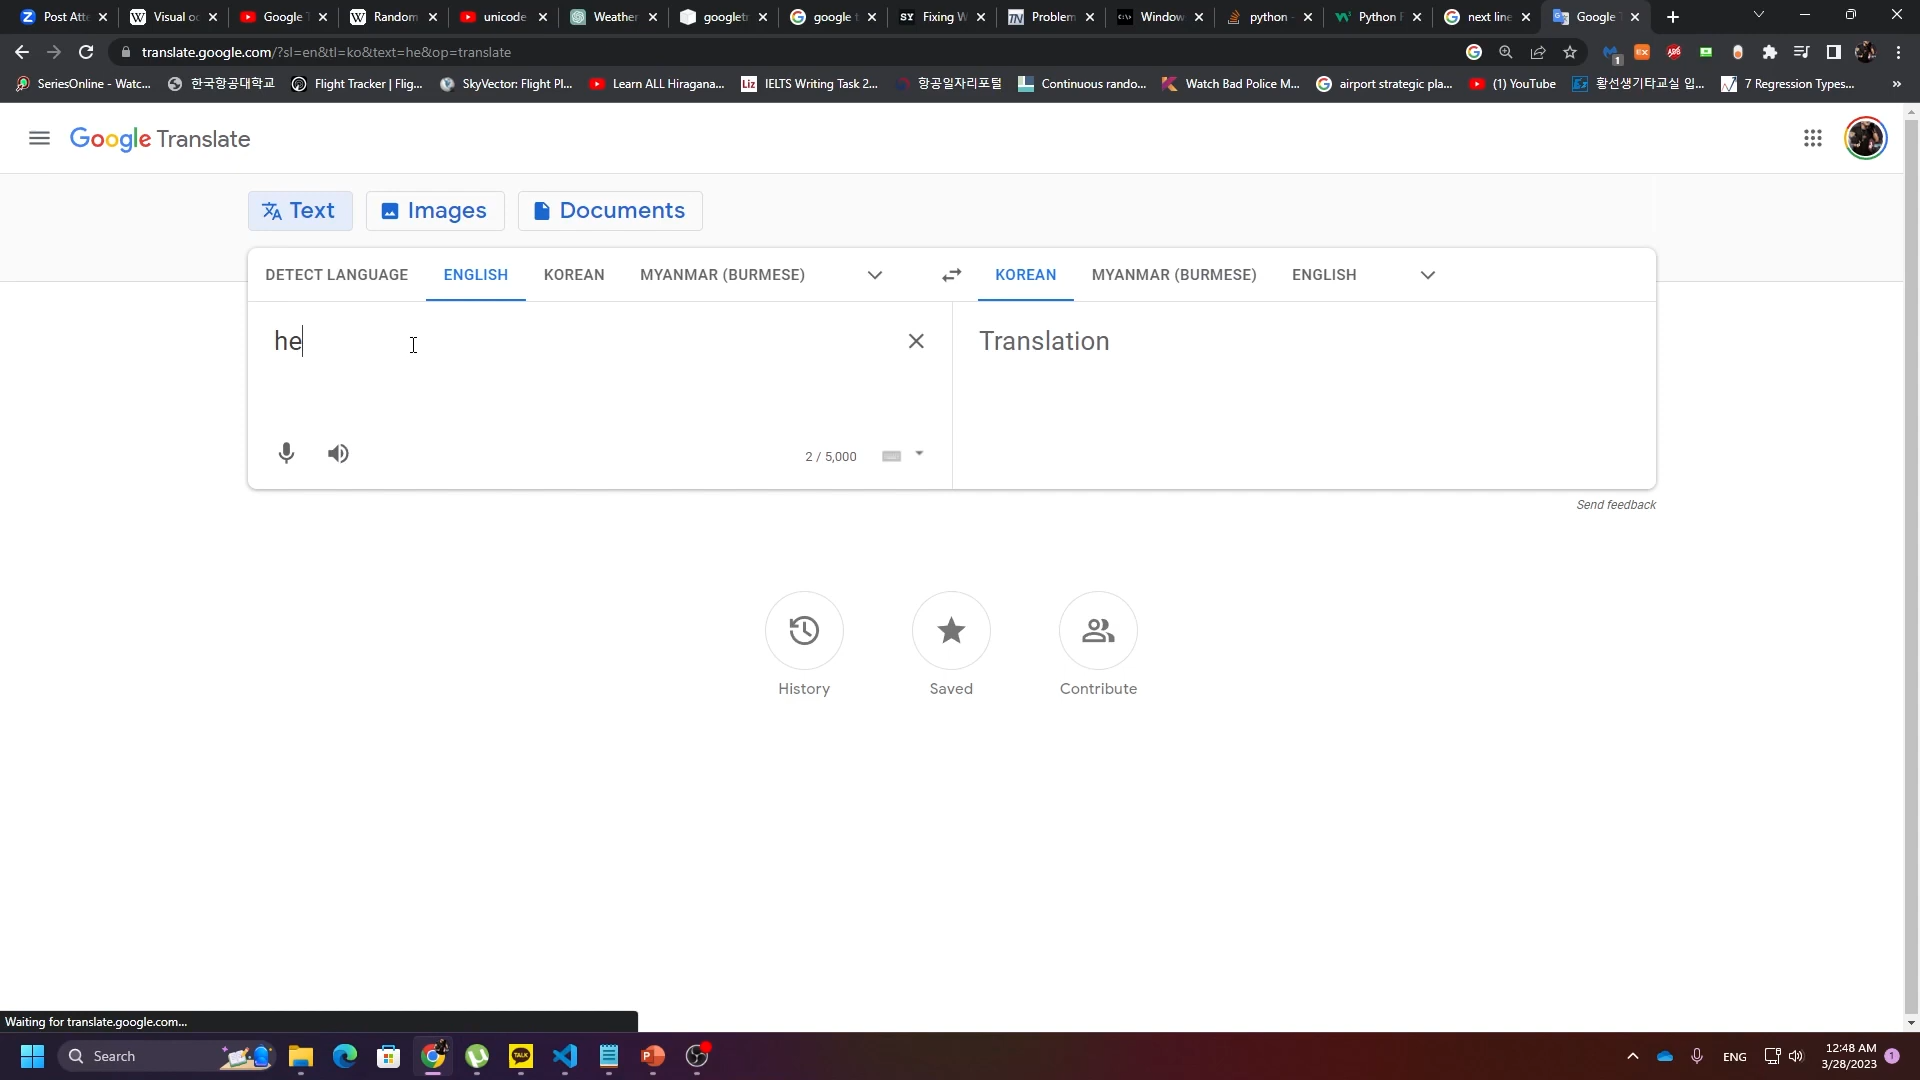 Post Atte
Visual oc
Google T
Random
unicode
Weather
googletr
google t
Fixing W
Problem
Window
python -
Python F
next line
Google T
translate.google.com/?sl=en&tl=ko&text=he&op=translate
SeriesOnline - Watc...
한국항공대학교
Flight Tracker | Flig...
SkyVector: Flight Pl...
Learn ALL Hiragana...
Liz
IELTS Writing Task 2...
항공일자리포털
Continuous rando...
Watch Bad Police M...
airport strategic pla...
(1) YouTube
황선생기타교실 입...
7 Regression Types...
»
Google Translate
Text
Images
Documents
DETECT LANGUAGE
ENGLISH
KOREAN
MYANMAR (BURMESE)
KOREAN
MYANMAR (BURMESE)
ENGLISH
he
Translation
2 / 5,000
Send feedback
History
Saved
Contribute
Waiting for translate.google.com...
Search
TALK
ENG
12:48 AM
3/28/2023
1